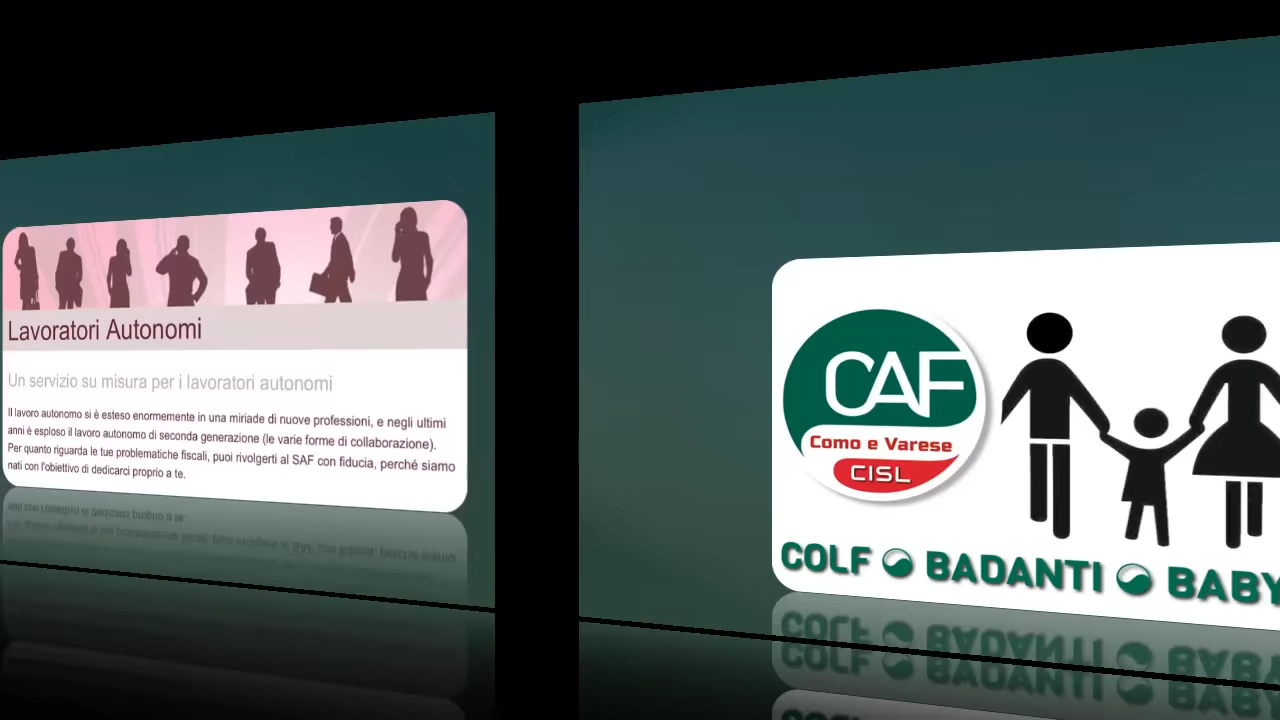 Lavoratori Autonomi
Un servizio su misura per i lavoratori autonomi
Il lavoro autonomo si è esteso enormemente in una miriade di nuove professioni, e negli ultimi
anni è esploso il lavoro autonomo di seconda generazione (le varie forme di collaborazione).
Per quanto riguarda le tue problematiche fiscali, puoi rivolgerti al SAF con fiducia, perché siamo
nati con l'obiettivo di dedicarci proprio a te.
CAF
Como e Varese
CISL
COLF BADANTI BABY